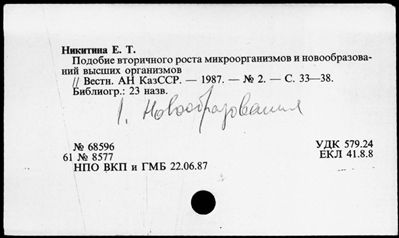 Никитина Е. Т.
Подобие вторичного роста микроорганизмов и новообразова-
ний высших организмов
// Вестн. АН КазССР. — 1987. — № 2. — С. 33—38.
Библиогр.: 23 назв.
1. Новообразования
№ 68596
УДК 579.24
61 № 8577
ЕКЛ 41.8.8
НПО ВКП и ГМБ 22.06.87